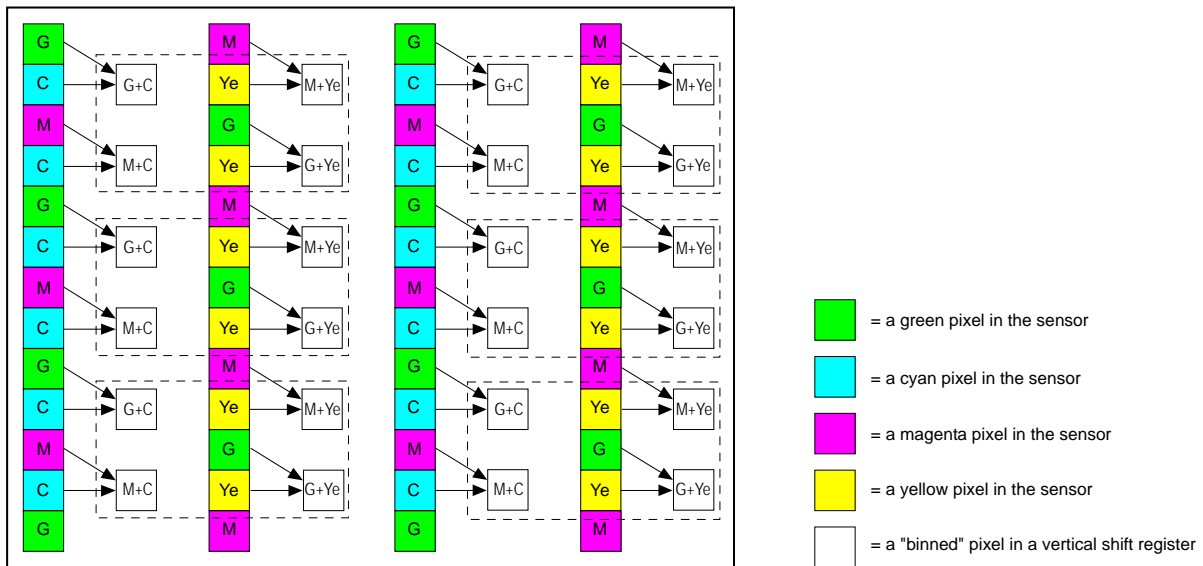 G M G M
C G+C Ye M+Ye C G+C Ye M+Ye
M G M G
C M+C Ye G+Ye C M+C Ye G+Ye
G M G M
C G+C Ye M+Ye C G+C Ye M+Ye
M G M G
C M+C Ye G+Ye C M+C Ye G+Ye
G M G M
C G+C Ye M+Ye C G+C Ye M+Ye
M G M G
C M+C Ye G+Ye C M+C Ye G+Ye
G M G M
= a green pixel in the sensor
= a cyan pixel in the sensor
= a magenta pixel in the sensor
= a yellow pixel in the sensor
= a "binned" pixel in a vertical shift register